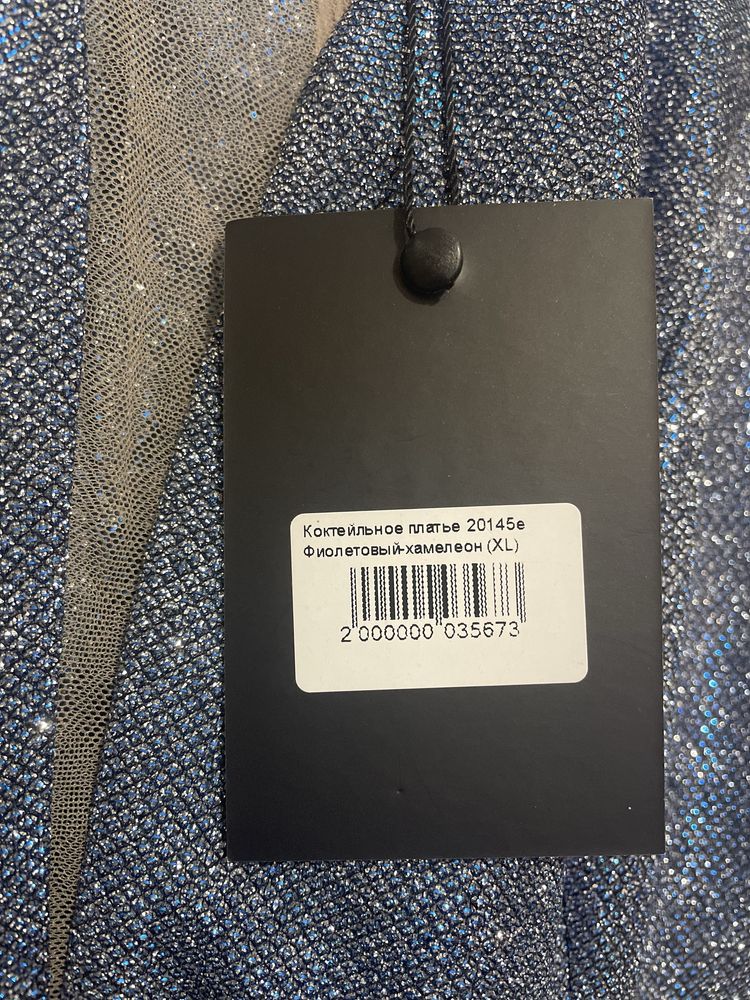 Коктейльное платье 20145е
Фиолетовый-хамелеон (XL)
2 000000 035673